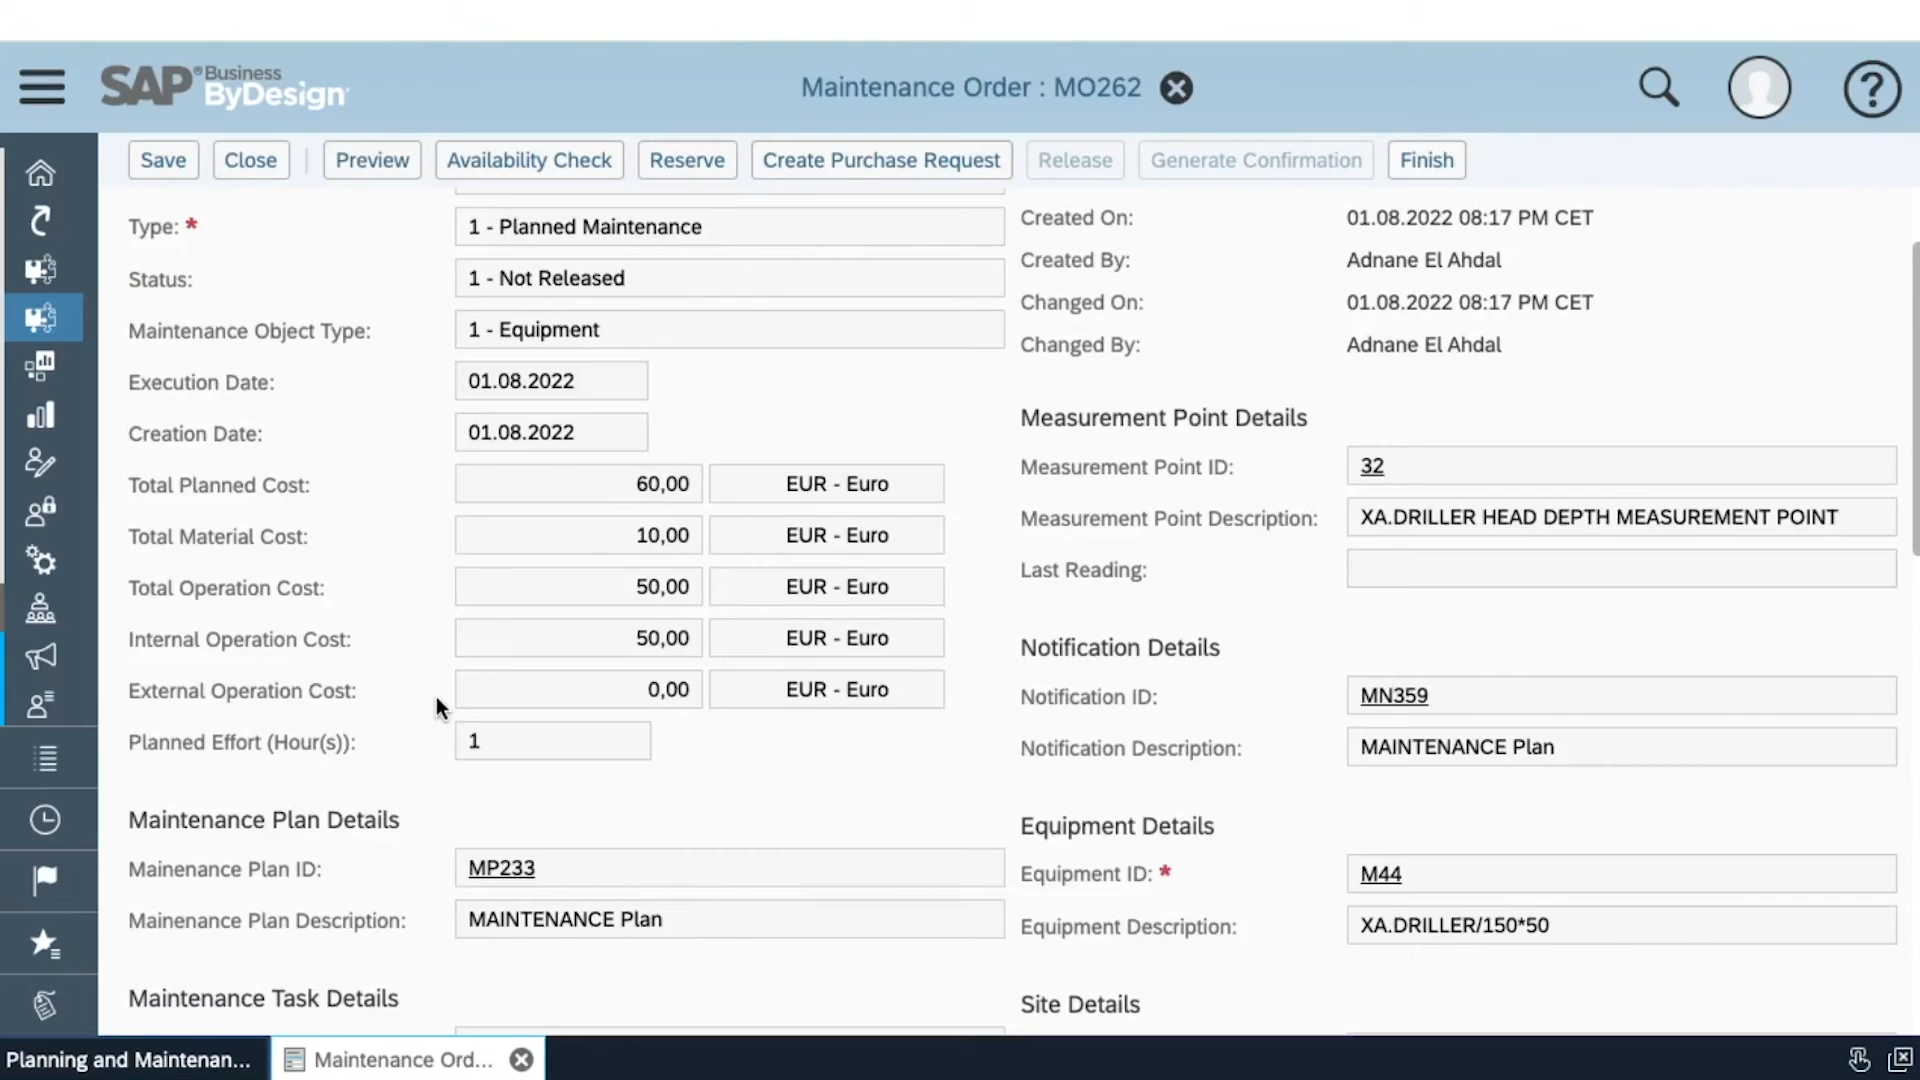 SAP® Business ByDesign
Maintenance Order : MO262
Save Close Preview Availability Check Reserve Create Purchase Request Release Generate Confirmation Finish
Type: * 1 - Planned Maintenance
Status: 1 - Not Released
Maintenance Object Type: 1 - Equipment
Execution Date: 01.08.2022
Creation Date: 01.08.2022
Total Planned Cost: 60,00 EUR - Euro
Total Material Cost: 10,00 EUR - Euro
Total Operation Cost: 50,00 EUR - Euro
Internal Operation Cost: 50,00 EUR - Euro
External Operation Cost: 0,00 EUR - Euro
Planned Effort (Hour(s)): 1
Maintenance Plan Details
Mainenance Plan ID: MP233
Mainenance Plan Description: MAINTENANCE Plan
Maintenance Task Details
Created On: 01.08.2022 08:17 PM CET
Created By: Adnane El Ahdal
Changed On: 01.08.2022 08:17 PM CET
Changed By: Adnane El Ahdal
Measurement Point Details
Measurement Point ID: 32
Measurement Point Description: XA.DRILLER HEAD DEPTH MEASUREMENT POINT
Last Reading:
Notification Details
Notification ID: MN359
Notification Description: MAINTENANCE Plan
Equipment Details
Equipment ID: * M44
Equipment Description: XA.DRILLER/150*50
Site Details
Planning and Maintenan... Maintenance Ord...